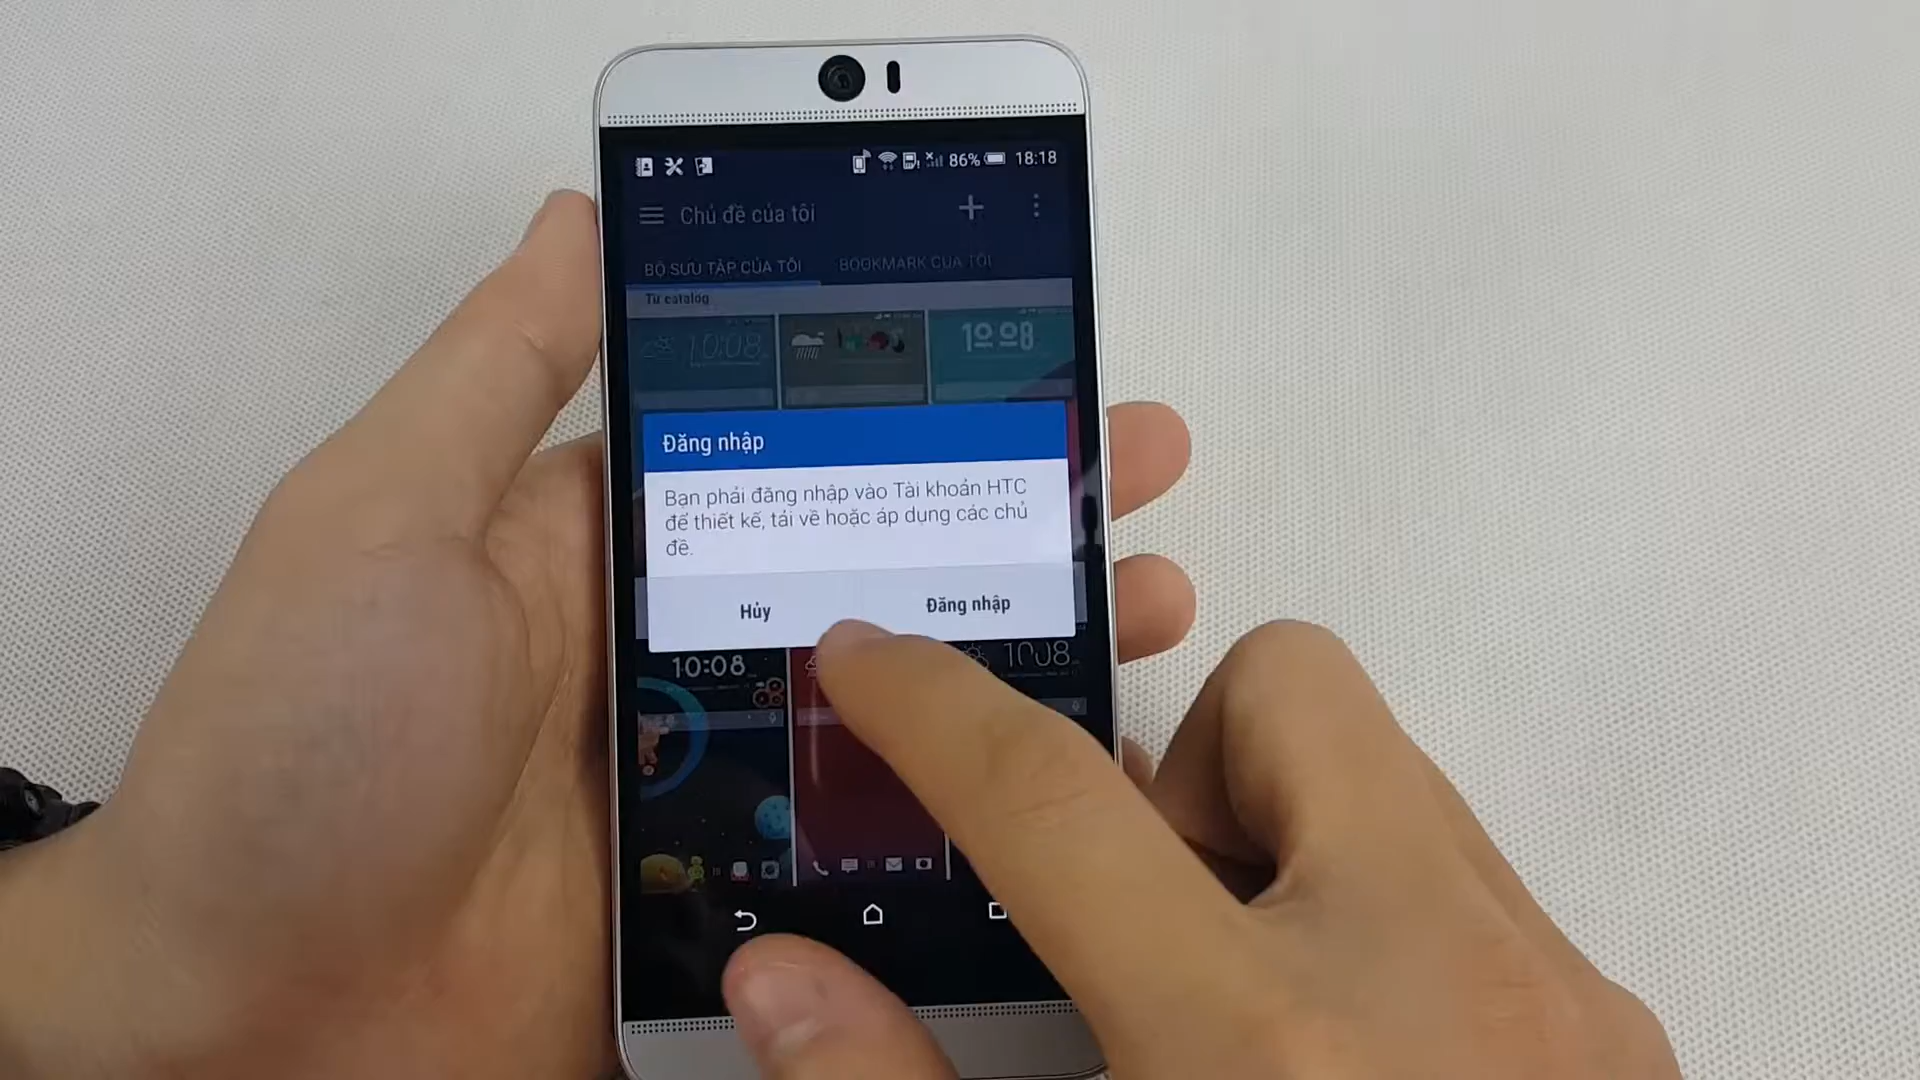 86% 18:18
Chủ đề của tôi
BỘ SƯU TẬP CỦA TÔI BOOKMARK CỦA TÔI
Từ catalog
10:08
10:08
Đăng nhập
Bạn phải đăng nhập vào Tài khoản HTC
để thiết kế, tải về hoặc áp dụng các chủ
đề.
Hủy Đăng nhập
10:08
10:08